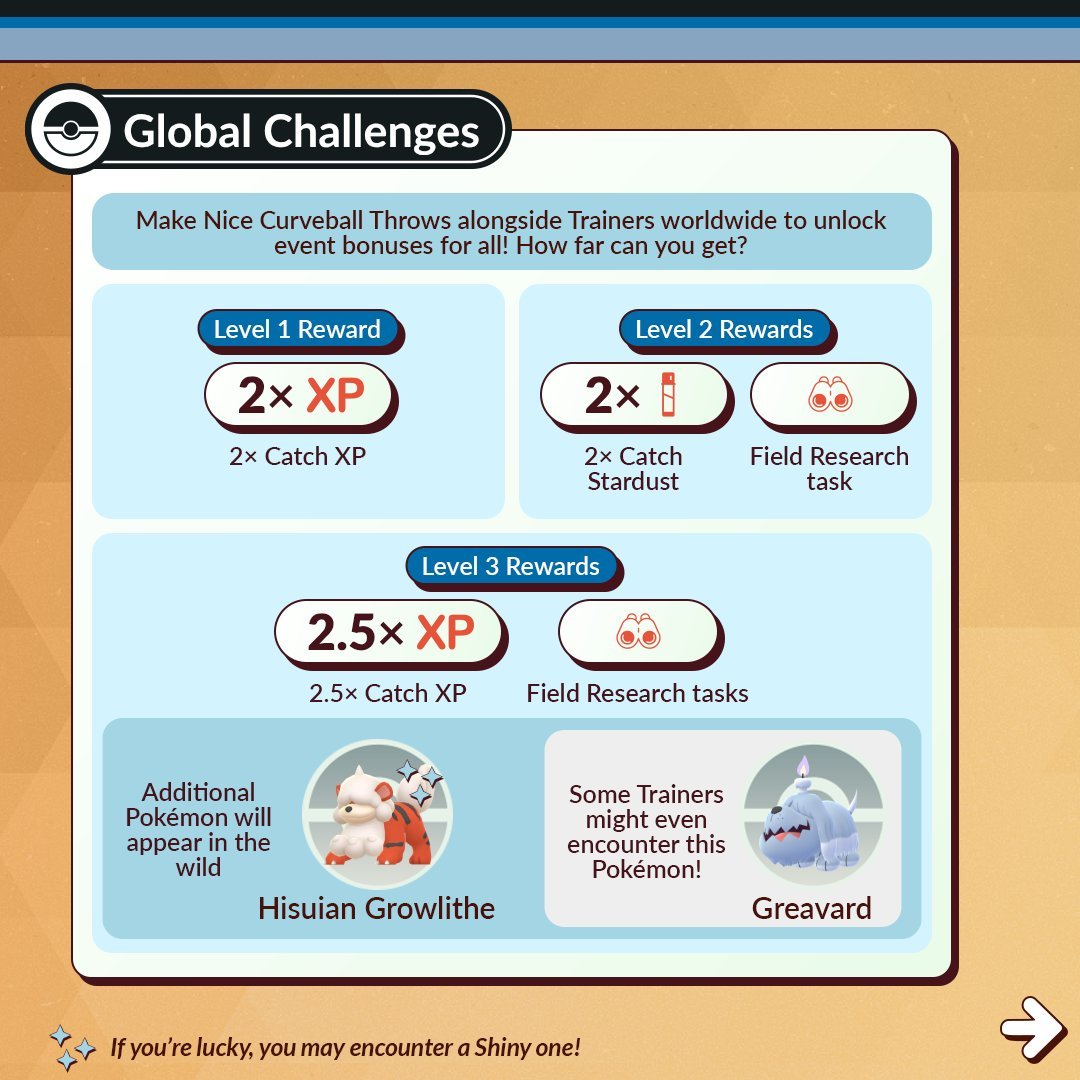 Global Challenges
Make Nice Curveball Throws alongside Trainers worldwide to unlock
event bonuses for all! How far can you get?
Level 1 Reward
2× XP
2× Catch XP
Level 2 Rewards
2×
2× Catch
Stardust
Field Research
task
Level 3 Rewards
2.5× XP
2.5× Catch XP
Field Research tasks
Additional
Pokémon will
appear in the
wild
Hisuian Growlithe
Some Trainers
might even
encounter this
Pokémon!
Greavard
If you’re lucky, you may encounter a Shiny one!